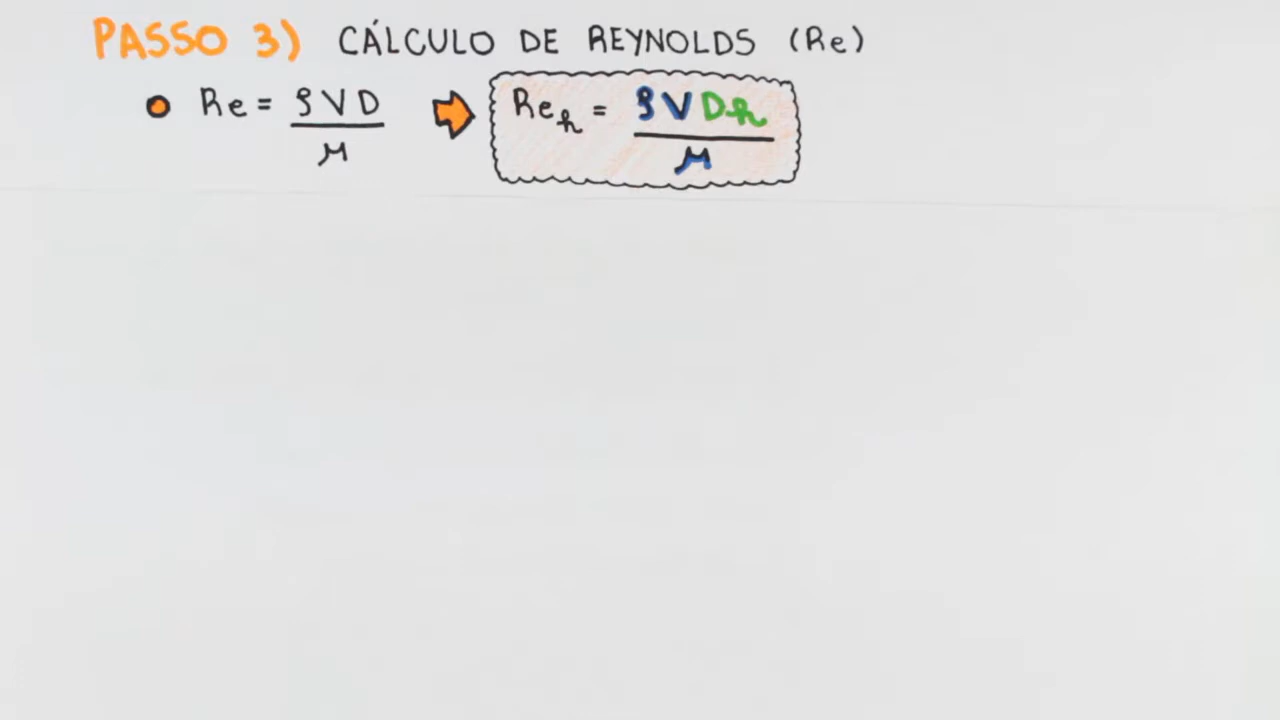 PASSO 3) CÁLCULO DE REYNOLDS (Re)
Re = ρVD / μ Reh = ρVDh / μ